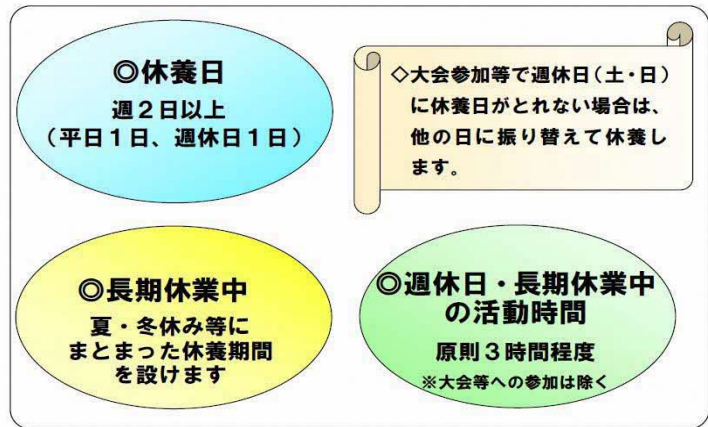 ◎休養日
週２日以上
（平日１日、週休日１日）
◇大会参加等で週休日（土・日）
に休養日がとれない場合は、
他の日に振り替えて休養し
ます。
◎長期休業中
夏・冬休み等に
まとまった休養期間
を設けます
◎週休日・長期休業中
の活動時間
原則３時間程度
※大会等への参加は除く